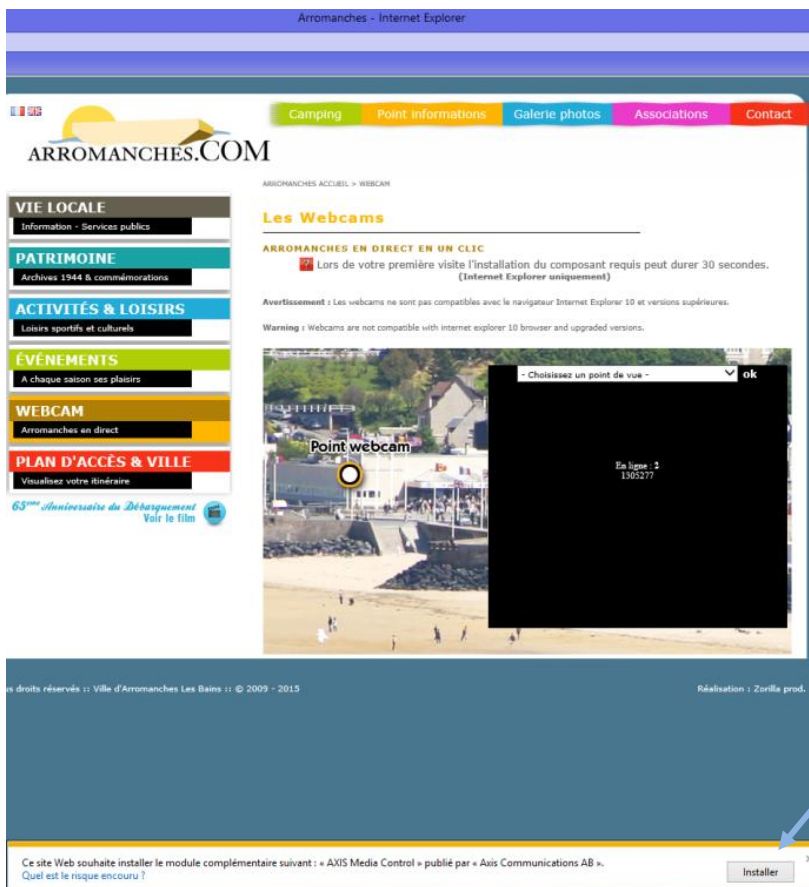 Arromanches - Internet Explorer
Camping Point informations Galerie photos Associations Contact
ARROMANCHES.COM
ARROMANCHES ACCUEIL > WEBCAM
VIE LOCALE
Information - Services publics
PATRIMOINE
Archives 1944 & commémorations
ACTIVITÉS & LOISIRS
Loisirs sportifs et culturels
ÉVÉNEMENTS
A chaque saison ses plaisirs
WEBCAM
Arromanches en direct
PLAN D'ACCÈS & VILLE
Visualisez votre itinéraire
65ème Anniversaire du Débarquement
Voir le film
Les Webcams
ARROMANCHES EN DIRECT EN UN CLIC
Lors de votre première visite l'installation du composant requis peut durer 30 secondes.
(Internet Explorer uniquement)
Avertissement : Les webcams ne sont pas compatibles avec le navigateur Internet Explorer 10 et versions supérieures.
Warning : Webcams are not compatible with internet explorer 10 browser and upgraded versions.
- Choisissez un point de vue - ok
Point webcam
En ligne : 2
1305277
us droits réservés :: Ville d'Arromanches Les Bains :: © 2009 - 2015
Réalisation : Zorilla prod.
Ce site Web souhaite installer le module complémentaire suivant : « AXIS Media Control » publié par « Axis Communications AB ».
Quel est le risque encouru ?
Installer